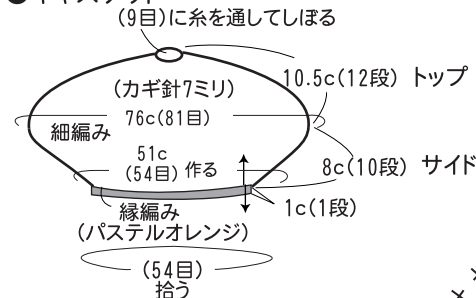 (9目)に糸を通してしぼる
10.5c(12段) トップ
(カギ針7ミリ)
76c(81目)
細編み
51c
(54目) 作る
8c(10段) サイド
1c(1段)
縁編み
(パステルオレンジ)
(54目)
拾う